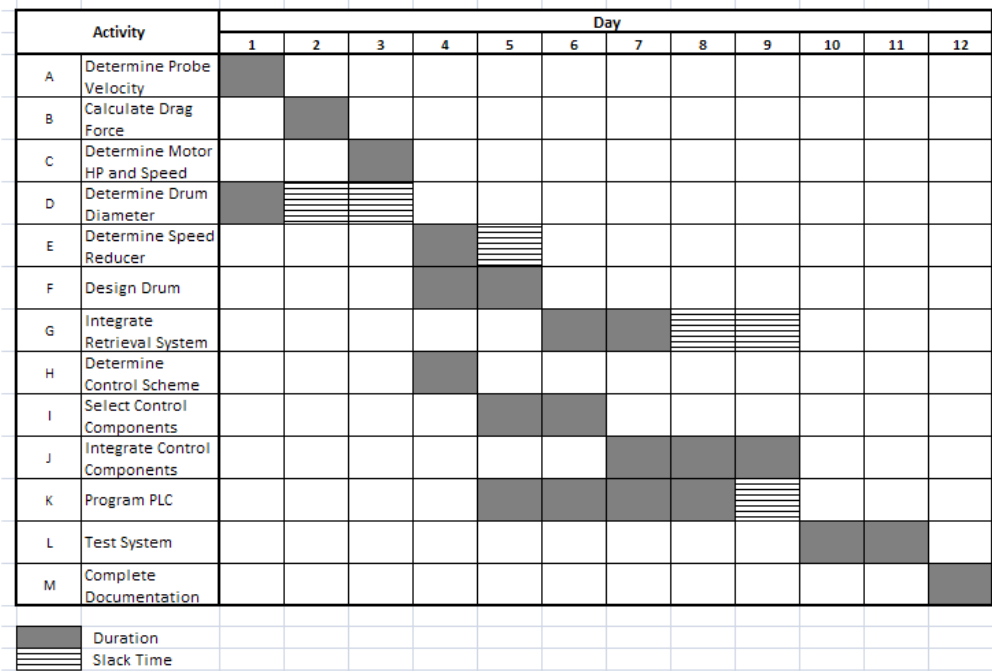 Activity
Day
1 2 3 4 5 6 7 8 9 10 11 12
A
Determine Probe
Velocity
B
Calculate Drag
Force
C
Determine Motor
HP and Speed
D
Determine Drum
Diameter
E
Determine Speed
Reducer
F
Design Drum
G
Integrate
Retrieval System
H
Determine
Control Scheme
I
Select Control
Components
J
Integrate Control
Components
K
Program PLC
L
Test System
M
Complete
Documentation
Duration
Slack Time